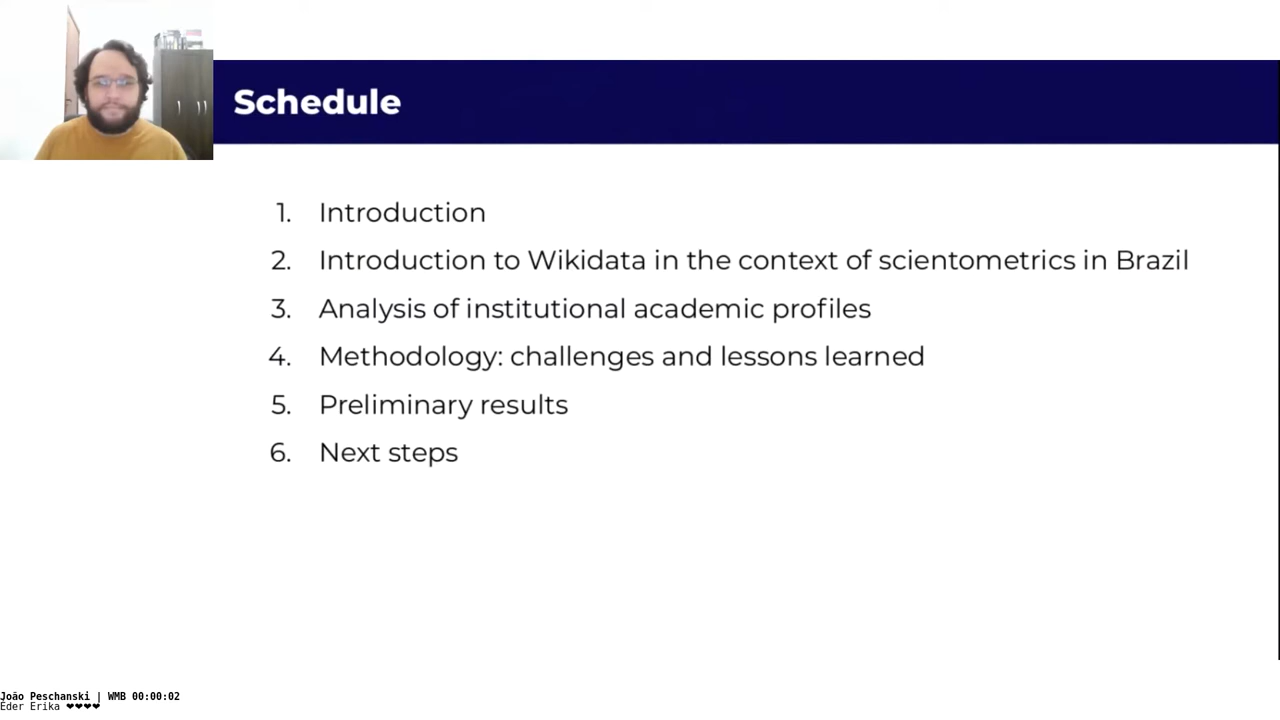 Schedule
1. Introduction
2. Introduction to Wikidata in the context of scientometrics in Brazil
3. Analysis of institutional academic profiles
4. Methodology: challenges and lessons learned
5. Preliminary results
6. Next steps
João Peschanski | WMB 00:00:02
Éder Erika ❤❤❤❤